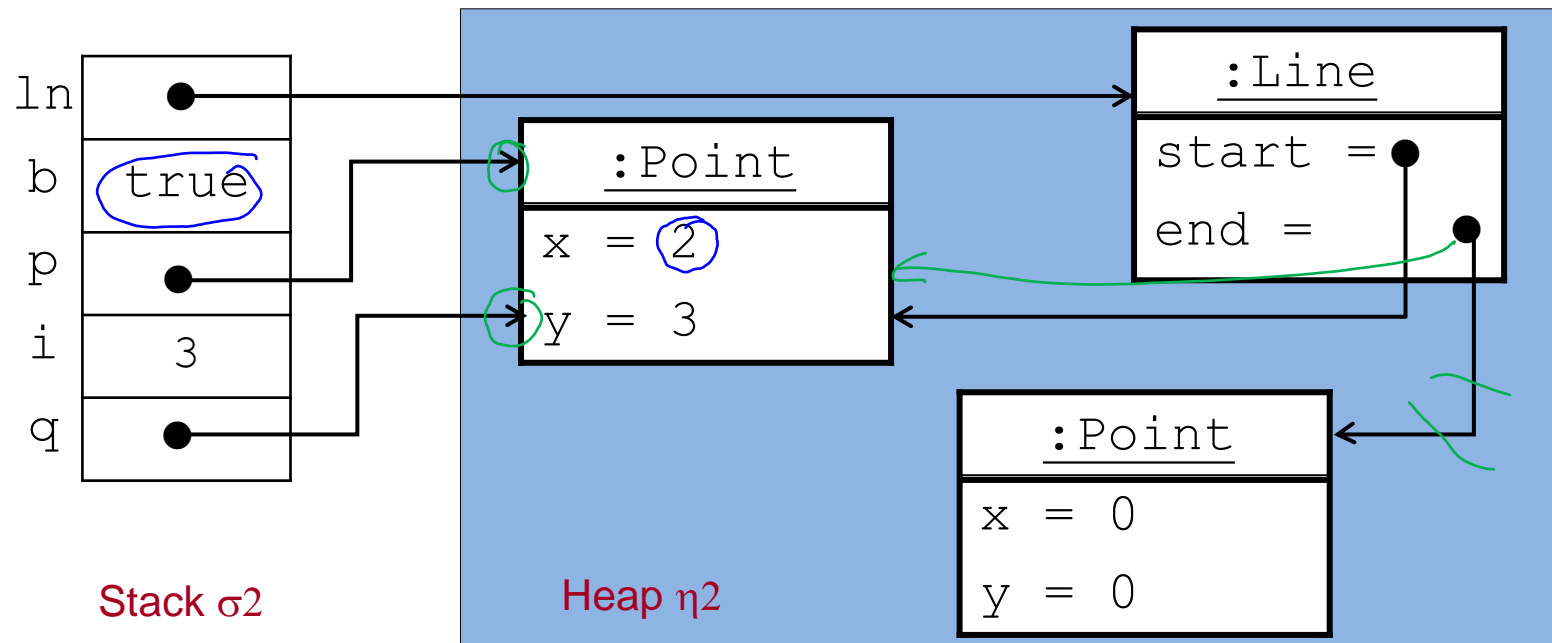 ln
b true
p
i 3
q
:Point
x = 2
y = 3
:Line
start =
end =
:Point
x = 0
y = 0
Stack σ2
Heap η2